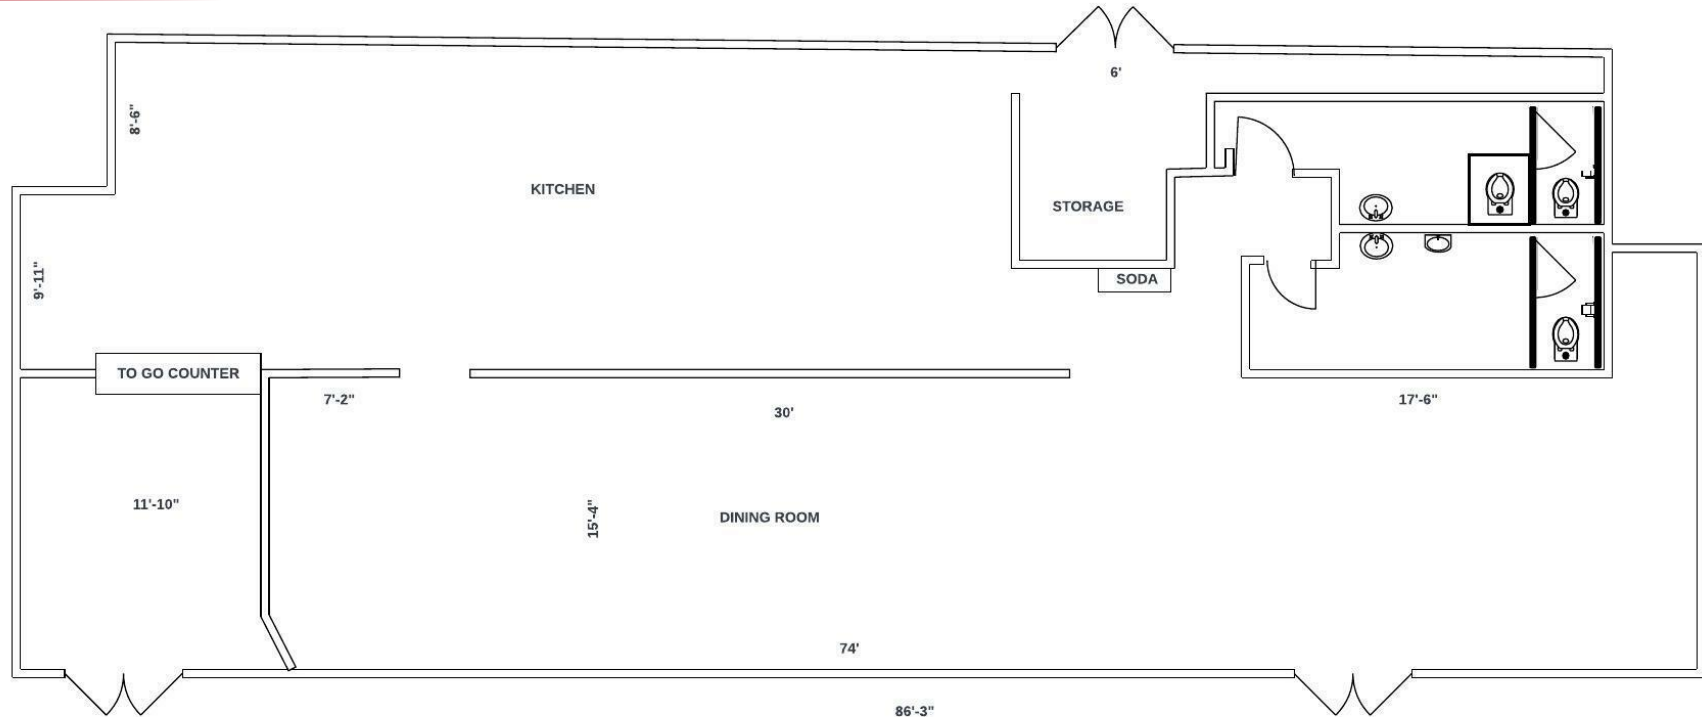 6'
8'-6"
KITCHEN
STORAGE
9'-11"
SODA
TO GO COUNTER
7'-2"
17'-6"
30'
11'-10"
15'-4"
DINING ROOM
74'
86'-3"